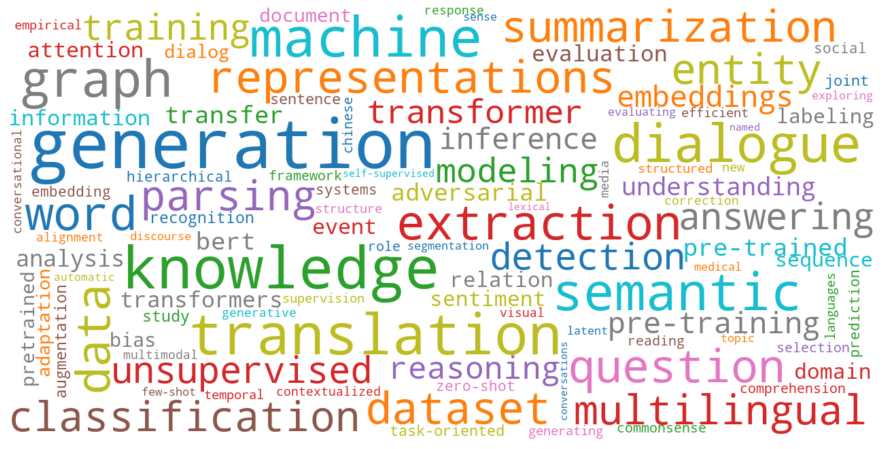 empirical
training
document
response
sense
summarization
attention
dialog
machine
evaluation
social
graph
representations
entity
joint
sentence
embeddings
exploring
information
transfer
chinese
transformer
evaluating
efficient
labeling
conversational
generation
inference
named
dialogue
hierarchical
framework
self-supervised
modeling
media
structured
new
embedding
parsing
systems
adversarial
understanding
correction
word
recognition
structure
lexical
extraction
answering
alignment
discourse
bert
event
role
segmentation
detection
pre-trained
analysis
knowledge
relation
medical
sequence
automatic
pretrained
adaptation
augmentation
data
transformers
supervision
sentiment
semantic
languages
prediction
study
generative
visual
latent
pre-training
bias
translation
reading
topic
multimodal
conversations
selection
unsupervised
reasoning
question
domain
few-shot
temporal
contextualized
zero-shot
comprehension
classification
dataset
multilingual
task-oriented
generating
commonsense